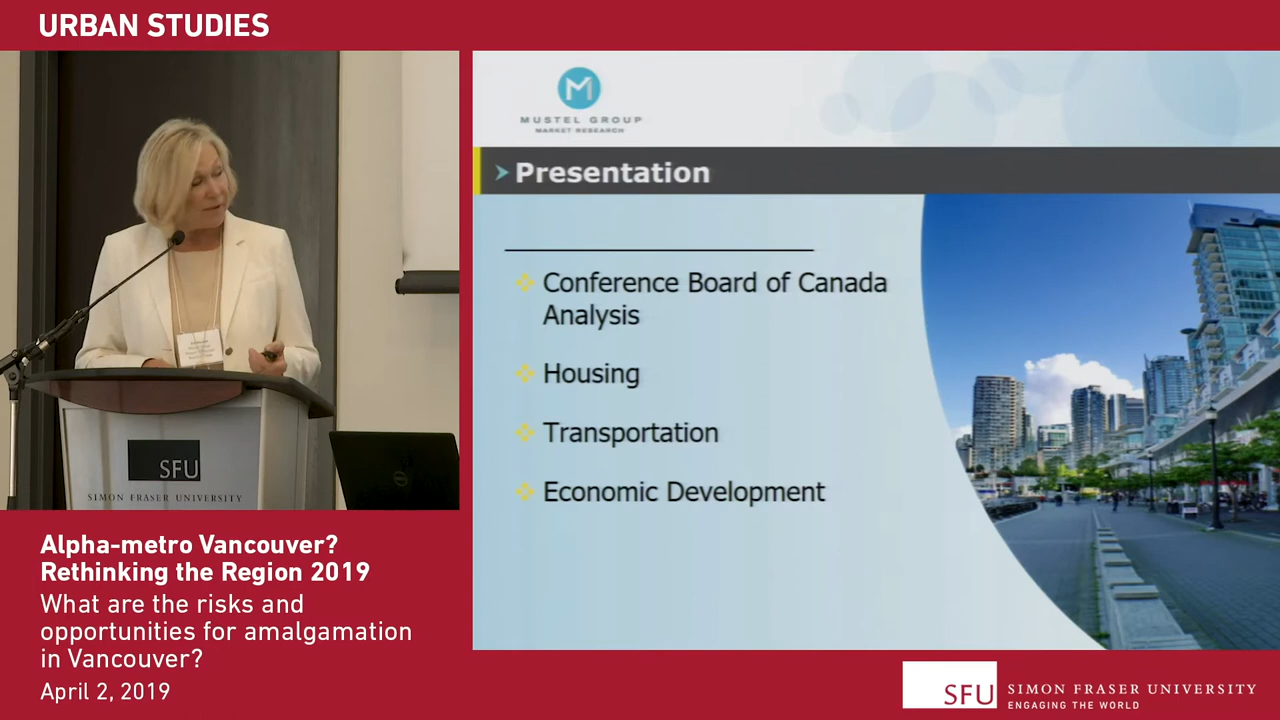 URBAN STUDIES
M
MUSTEL GROUP
MARKET RESEARCH
Presentation
Conference Board of Canada
Analysis
Housing
Transportation
Economic Development
SFU
SIMON FRASER UNIVERSITY
Alpha-metro Vancouver?
Rethinking the Region 2019
What are the risks and
opportunities for amalgamation
in Vancouver?
April 2, 2019
SFU
SIMON FRASER UNIVERSITY
ENGAGING THE WORLD